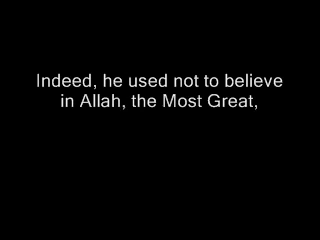 Indeed, he used not to believe
in Allah, the Most Great,